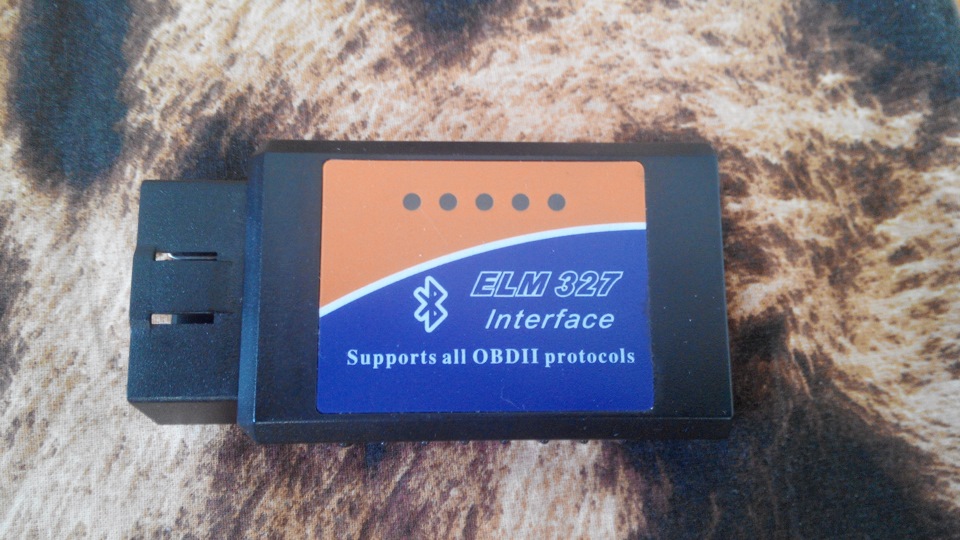 ELM 327
Interface
Supports all OBDII protocols